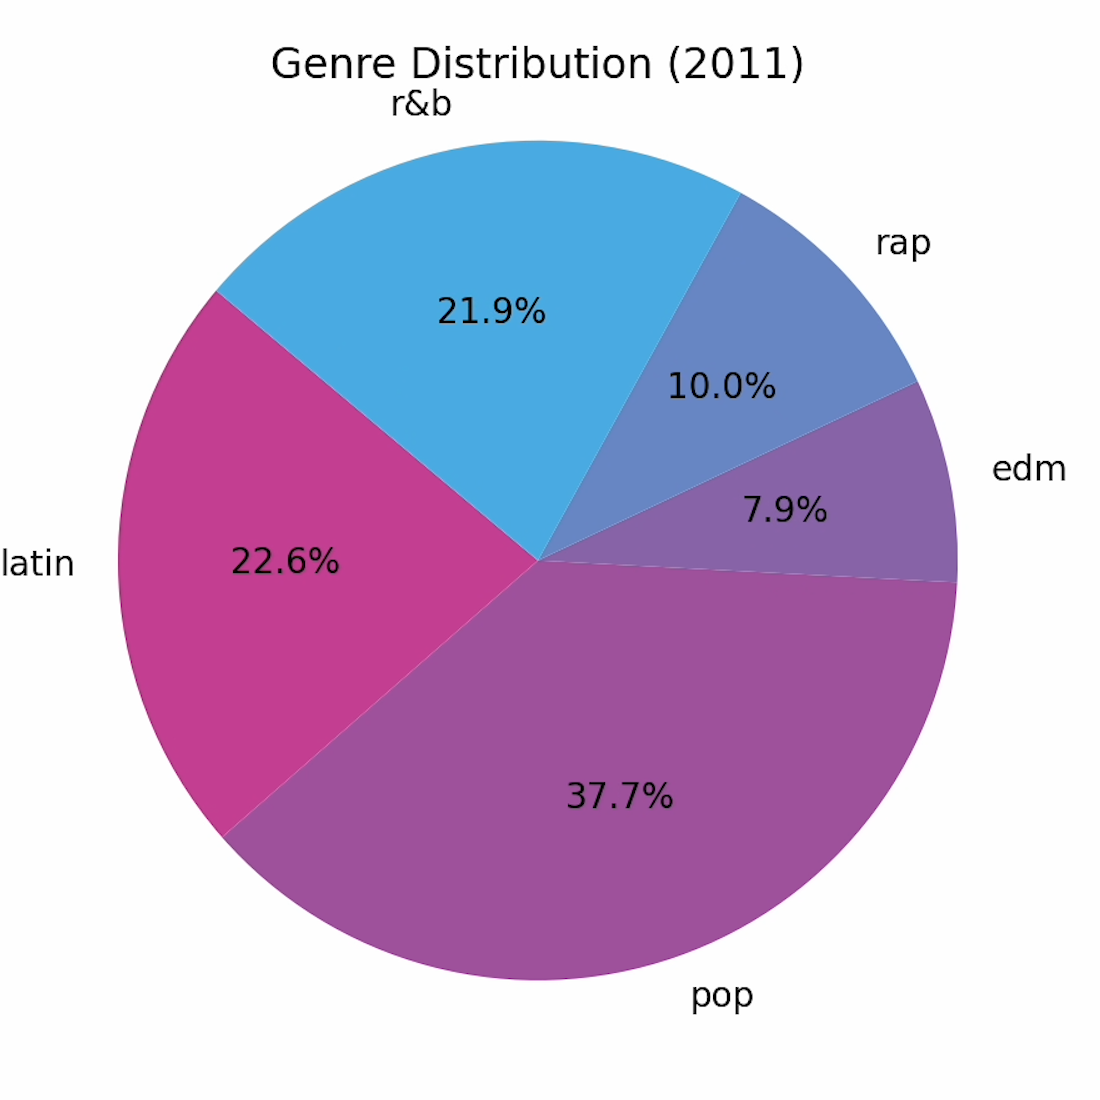 Genre Distribution (2011)
r&b
rap
21.9%
10.0%
edm
7.9%
latin
22.6%
37.7%
pop